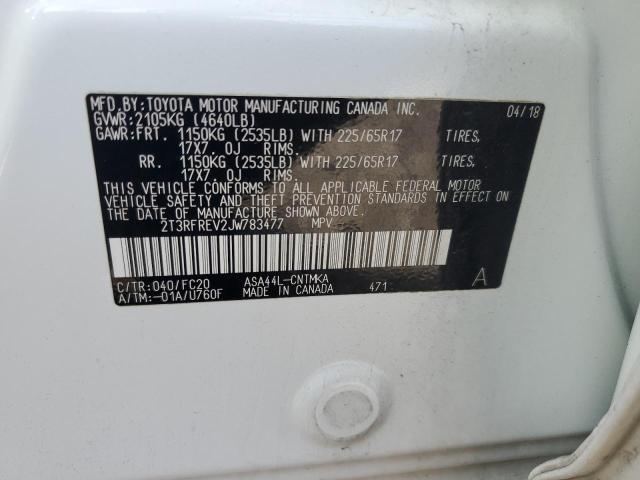 MFD.BY:TOYOTA MOTOR MANUFACTURING CANADA INC. 04/18
GVWR:2105KG (4640LB)
GAWR:FRT. 1150KG (2535LB) WITH 225/65R17 TIRES,
17X7. OJ RIMS.
RR. 1150KG (2535LB) WITH 225/65R17 TIRES,
17X7. OJ RIMS.
THIS VEHICLE CONFORMS TO ALL APPLICABLE FEDERAL MOTOR
VEHICLE SAFETY AND THEFT PREVENTION STANDARDS IN EFFECT ON
THE DATE OF MANUFACTURE SHOWN ABOVE.
2T3RFREV2JW783477 MPV
C/TR:040/FC20 ASA44L-CNTMKA
A/TM:-01A/U760F MADE IN CANADA 471 A